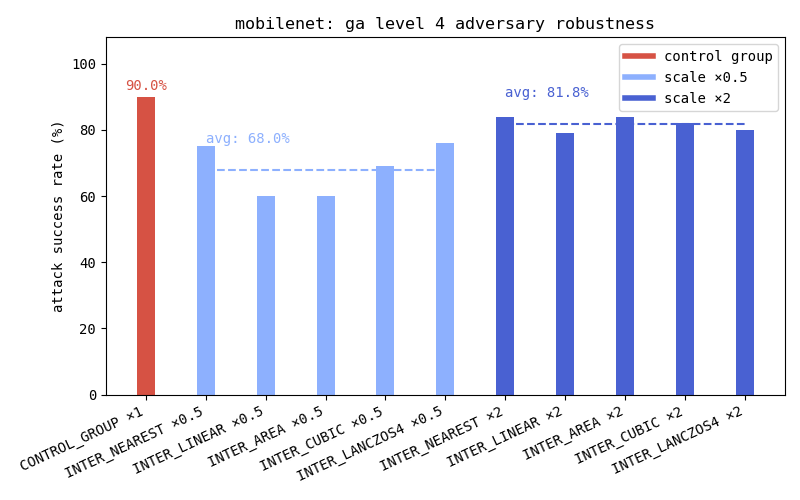 mobilenet: ga level 4 adversary robustness
attack success rate (%)
100
80
60
40
20
0
90.0%
avg: 68.0%
avg: 81.8%
control group
scale ×0.5
scale ×2
CONTROL_GROUP ×1
INTER_NEAREST ×0.5
INTER_LINEAR ×0.5
INTER_AREA ×0.5
INTER_CUBIC ×0.5
INTER_LANCZOS4 ×0.5
INTER_NEAREST ×2
INTER_LINEAR ×2
INTER_AREA ×2
INTER_CUBIC ×2
INTER_LANCZOS4 ×2